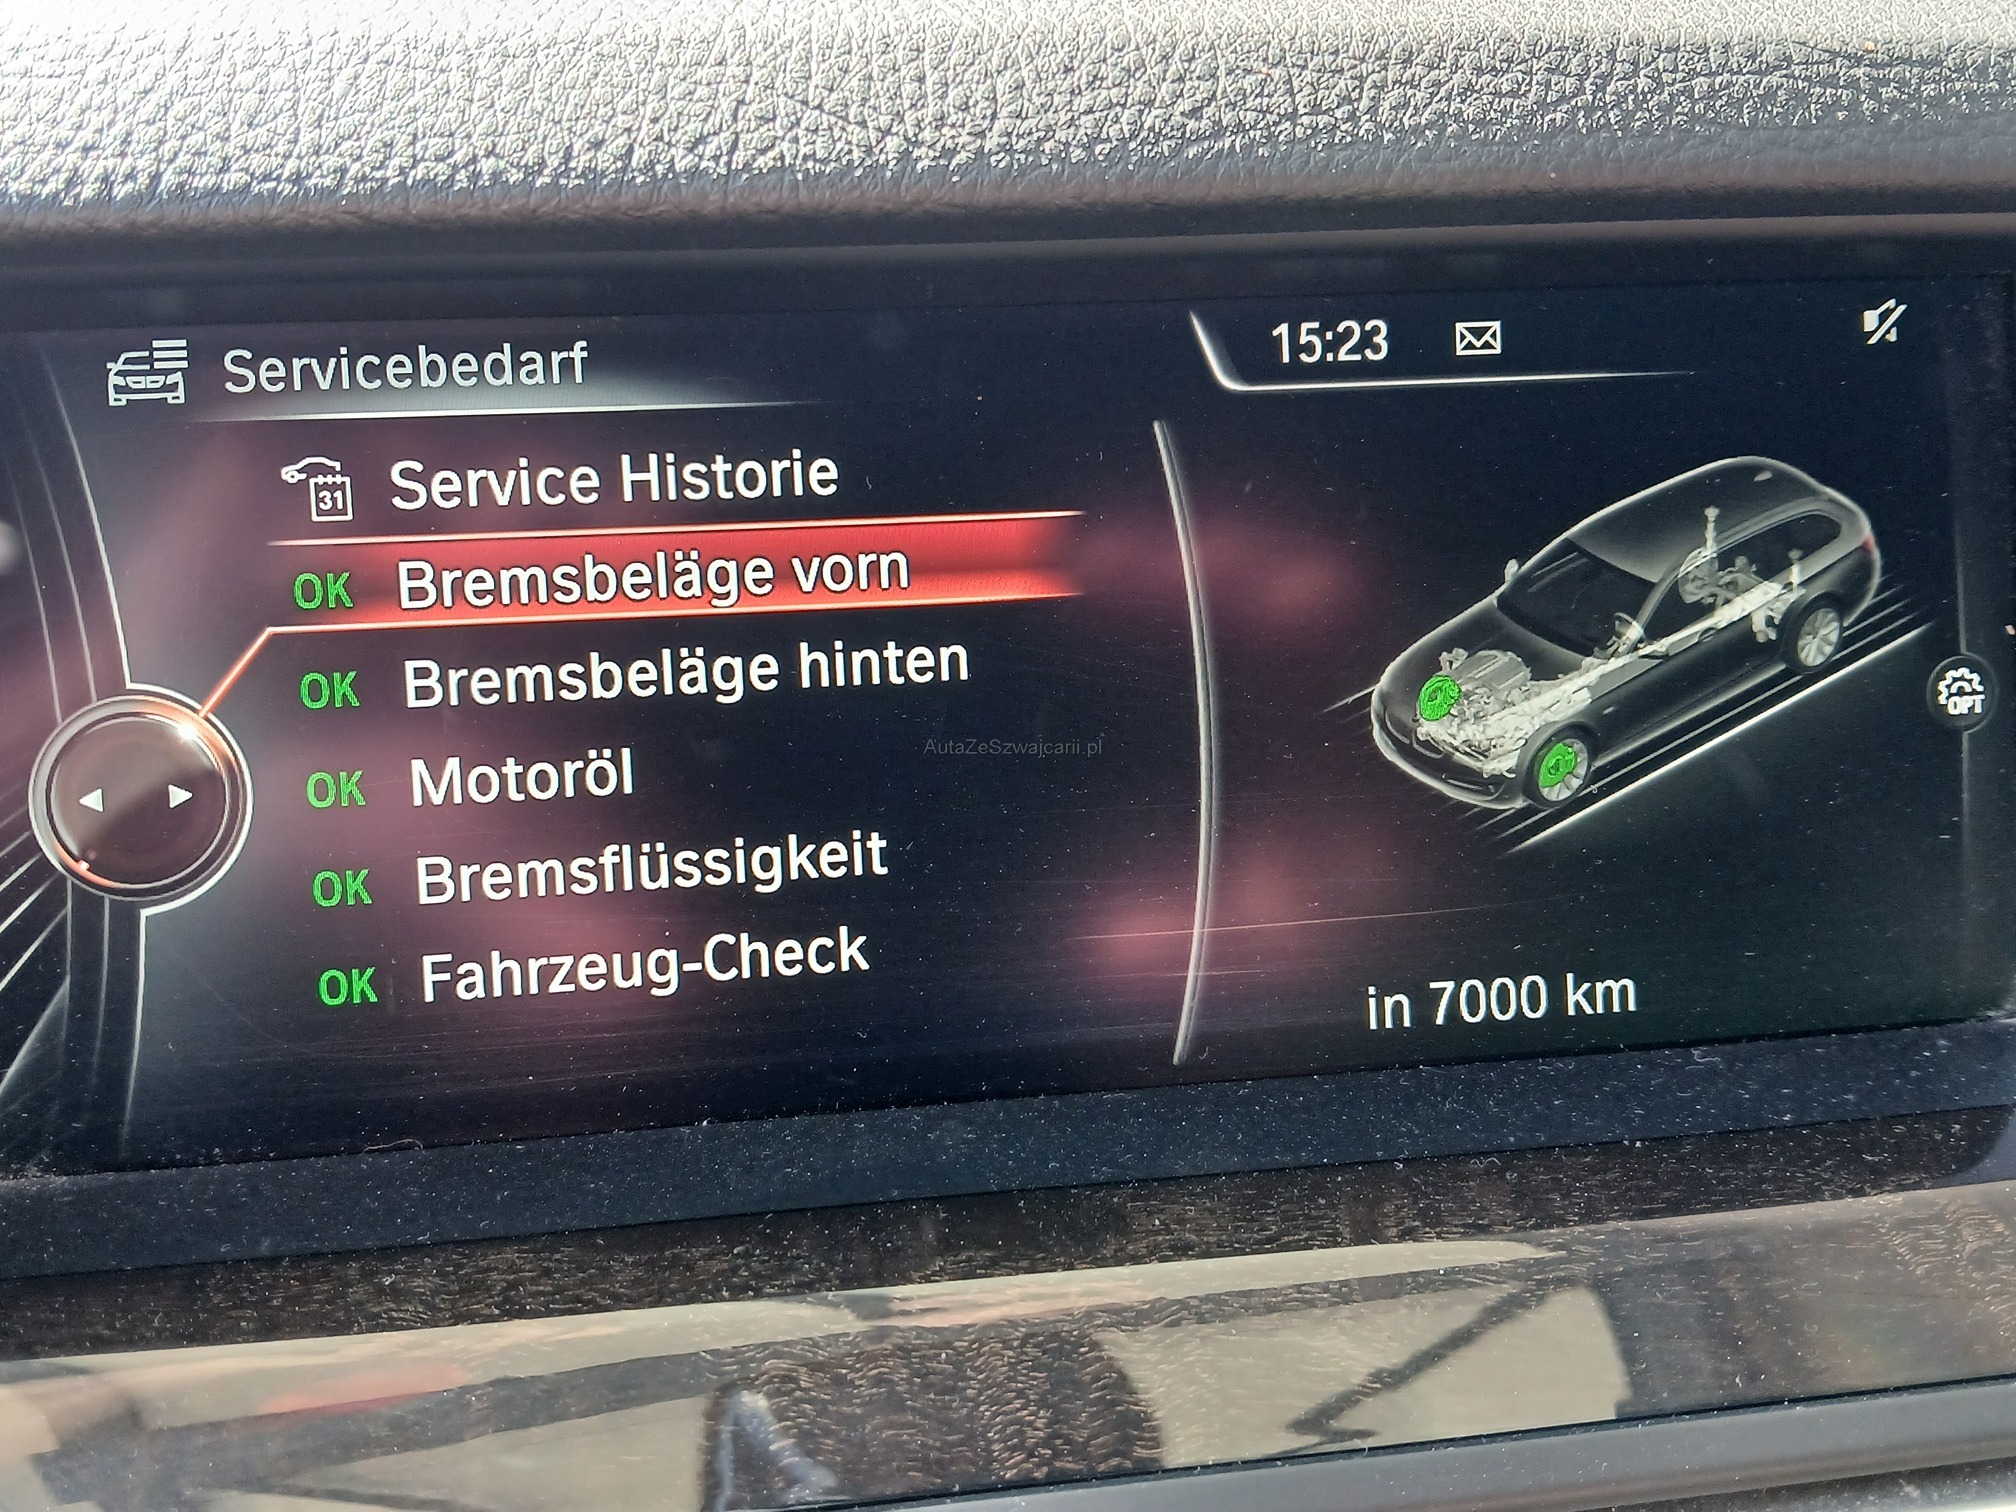 Servicebedarf
15:23
31 Service Historie
OK Bremsbeläge vorn
OK Bremsbeläge hinten
OK Motoröl
OK Bremsflüssigkeit
OK Fahrzeug-Check
in 7000 km
OPT
AutaZeSzwajcarii.pl